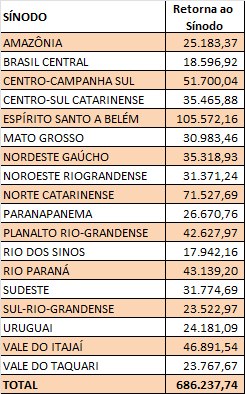 SÍNODO Retorna ao Sínodo
AMAZÔNIA 25.183,37
BRASIL CENTRAL 18.596,92
CENTRO-CAMPANHA SUL 51.700,04
CENTRO-SUL CATARINENSE 35.465,88
ESPÍRITO SANTO A BELÉM 105.572,16
MATO GROSSO 30.983,46
NORDESTE GAÚCHO 35.318,93
NOROESTE RIOGRANDENSE 31.371,24
NORTE CATARINENSE 71.527,69
PARANAPANEMA 26.670,76
PLANALTO RIO-GRANDENSE 42.627,97
RIO DOS SINOS 17.942,16
RIO PARANÁ 43.139,20
SUDESTE 31.774,69
SUL-RIO-GRANDENSE 23.522,97
URUGUAI 24.181,09
VALE DO ITAJAÍ 46.891,54
VALE DO TAQUARI 23.767,67
TOTAL 686.237,74